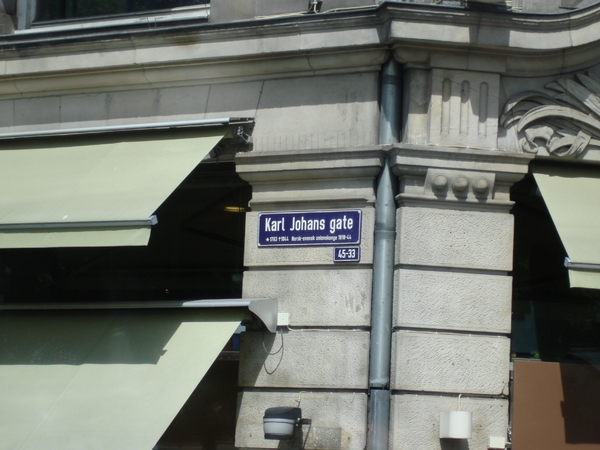 Karl Johans gate
★1763 †1844 Norsk-svensk unionskonge 1818-44
45-33